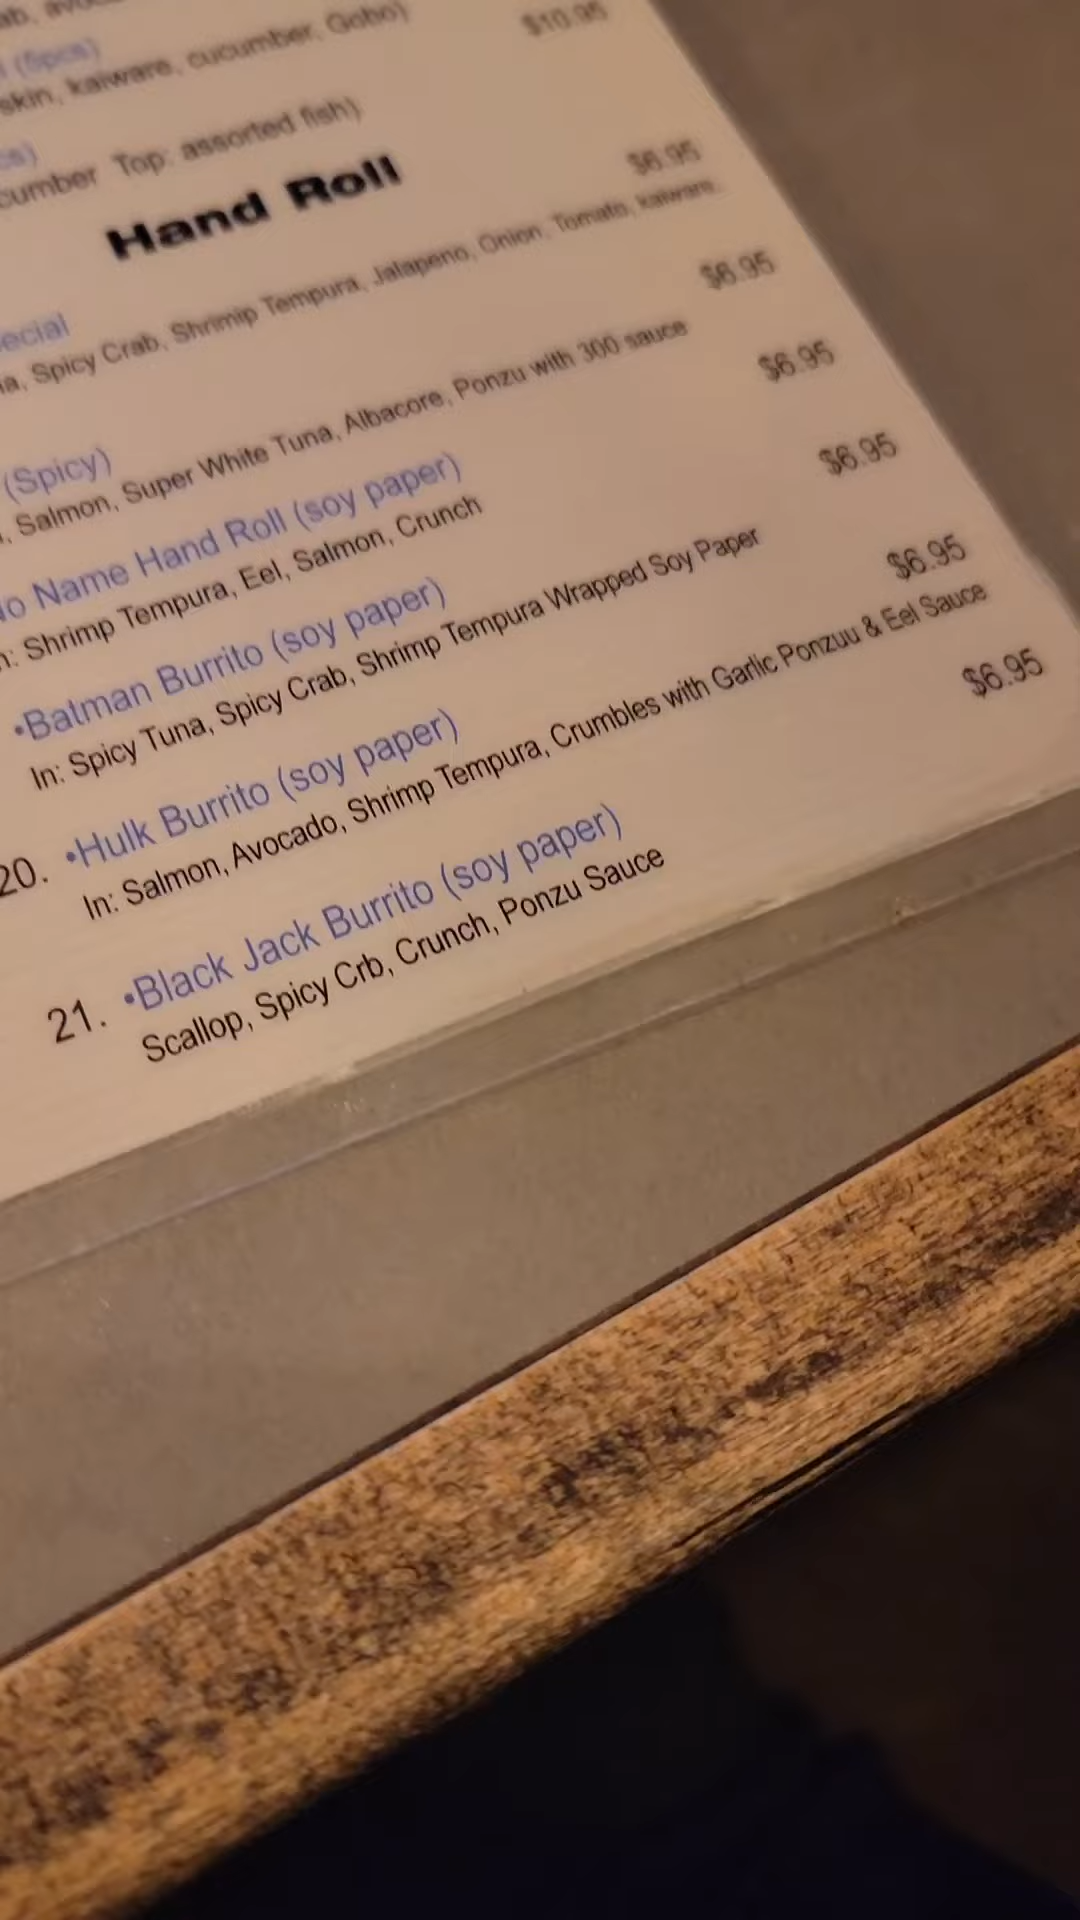 $10.95
(5pcs)
skin, kaiware, cucumber, Gobo)
cumber Top: assorted fish)
Hand Roll
$6.95
ecial
Spicy Crab, Shrimip Tempura, Jalapeno, Onion, Tomato, kaiware,
$6.95
(Spicy)
Salmon, Super White Tuna, Albacore, Ponzu with 300 sauce
$6.95
Name Hand Roll (soy paper)
Shrimp Tempura, Eel, Salmon, Crunch
$6.95
•Batman Burrito (soy paper)
In: Spicy Tuna, Spicy Crab, Shrimp Tempura Wrapped Soy Paper
$6.95
20. •Hulk Burrito (soy paper)
In: Salmon, Avocado, Shrimp Tempura, Crumbles with Garlic Ponzuu & Eel Sauce
$6.95
21. •Black Jack Burrito (soy paper)
Scallop, Spicy Crb, Crunch, Ponzu Sauce